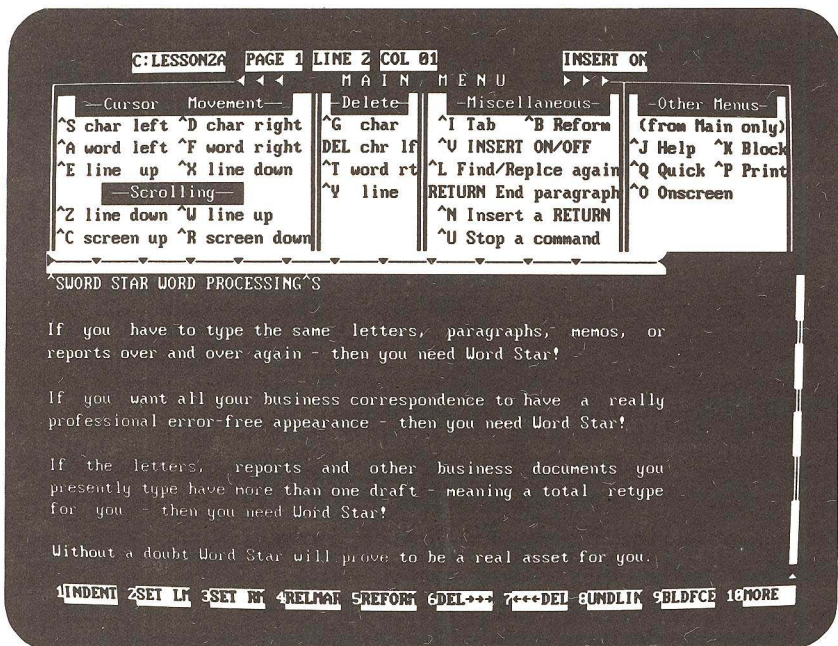 C:LESSON2A PAGE 1 LINE 2 COL 01 INSERT ON
◄ ◄ ◄ M A I N M E N U ► ► ►
—Cursor Movement— —Delete— —Miscellaneous— —Other Menus—
^S char left ^D char right ^G char ^I Tab ^B Reform (from Main only)
^A word left ^F word right DEL chr lf ^V INSERT ON/OFF ^J Help ^K Block
^E line up ^X line down ^T word rt ^L Find/Replce again ^Q Quick ^P Print
—Scrolling— ^Y line RETURN End paragraph ^O Onscreen
^Z line down ^W line up ^N Insert a RETURN
^C screen up ^R screen down ^U Stop a command
^SWORD STAR WORD PROCESSING^S
If you have to type the same letters, paragraphs, memos, or
reports over and over again - then you need Word Star!
If you want all your business correspondence to have a really
professional error-free appearance - then you need Word Star!
If the letters, reports and other business documents you
presently type have more than one draft - meaning a total retype
for you - then you need Word Star!
Without a doubt Word Star will prove to be a real asset for you.
1INDENT 2SET LM 3SET RM 4RELMAR 5REFORM 6DEL→→→ 7←←←DEL 8UNDLIN 9BLDFCE 10MORE